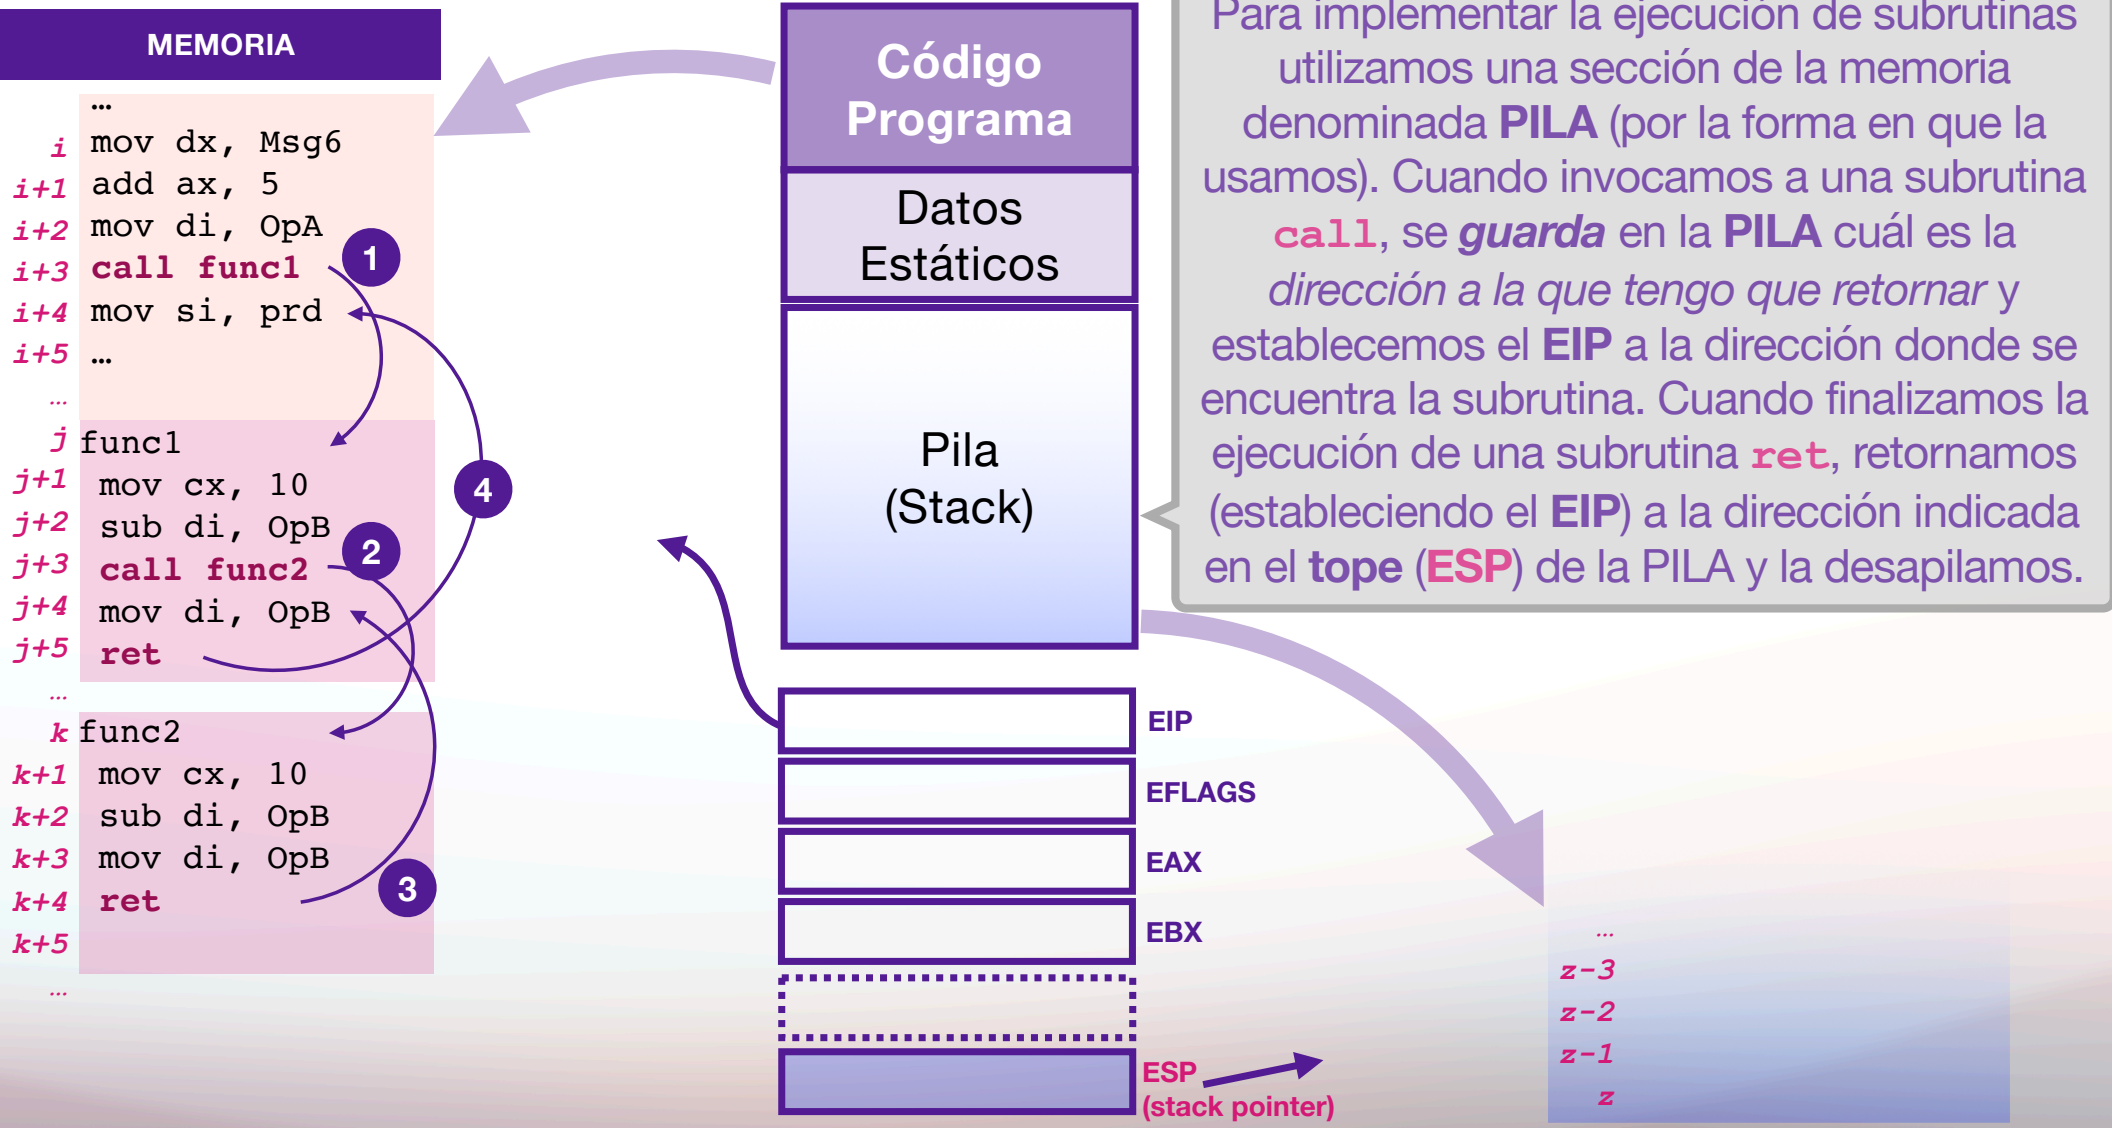 MEMORIA
…
i mov dx, Msg6
i+1 add ax, 5
i+2 mov di, OpA
i+3 call func1
i+4 mov si, prd
i+5 …
…
j func1
j+1 mov cx, 10
j+2 sub di, OpB
j+3 call func2
j+4 mov di, OpB
j+5 ret
…
k func2
k+1 mov cx, 10
k+2 sub di, OpB
k+3 mov di, OpB
k+4 ret
k+5
…
1
2
4
3
Código
Programa
Datos
Estáticos
Pila
(Stack)
EIP
EFLAGS
EAX
EBX
ESP
(stack pointer)
Para implementar la ejecución de subrutinas
utilizamos una sección de la memoria
denominada PILA (por la forma en que la
usamos). Cuando invocamos a una subrutina
call, se guarda en la PILA cuál es la
dirección a la que tengo que retornar y
establecemos el EIP a la dirección donde se
encuentra la subrutina. Cuando finalizamos la
ejecución de una subrutina ret, retornamos
(estableciendo el EIP) a la dirección indicada
en el tope (ESP) de la PILA y la desapilamos.
…
z-3
z-2
z-1
z